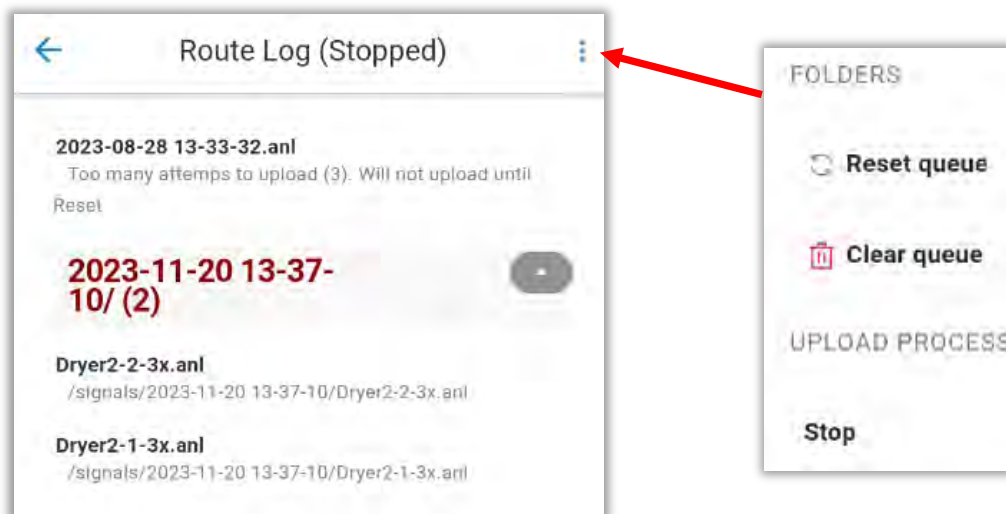 Route Log (Stopped)
2023-08-28 13-33-32.anl
Too many attemps to upload (3). Will not upload until
Reset
2023-11-20 13-37-
10/ (2)
Dryer2-2-3x.anl
/signals/2023-11-20 13-37-10/Dryer2-2-3x.anl
Dryer2-1-3x.anl
/signals/2023-11-20 13-37-10/Dryer2-1-3x.anl
FOLDERS
Reset queue
Clear queue
UPLOAD PROCESS
Stop